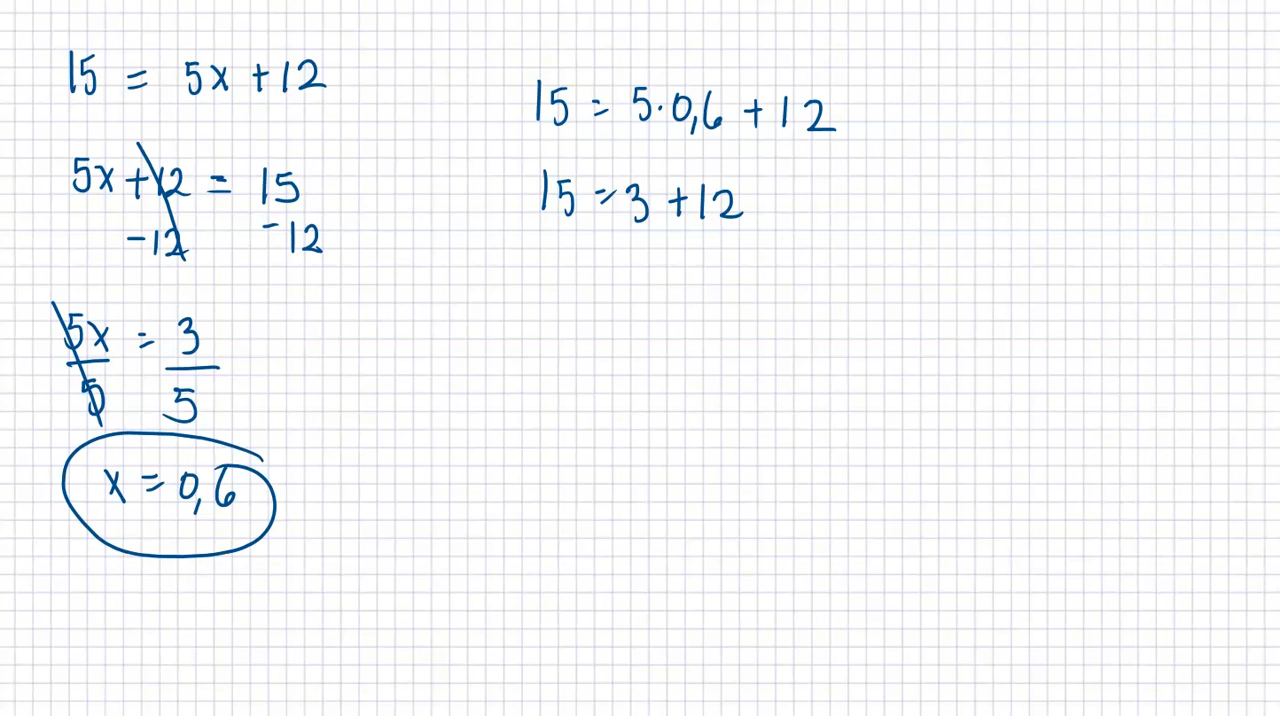 15 = 5x + 12
5x + 12 = 15
-12 -12
5x = 3
5 5
x = 0,6
15 = 5·0,6 + 12
15 = 3 + 12